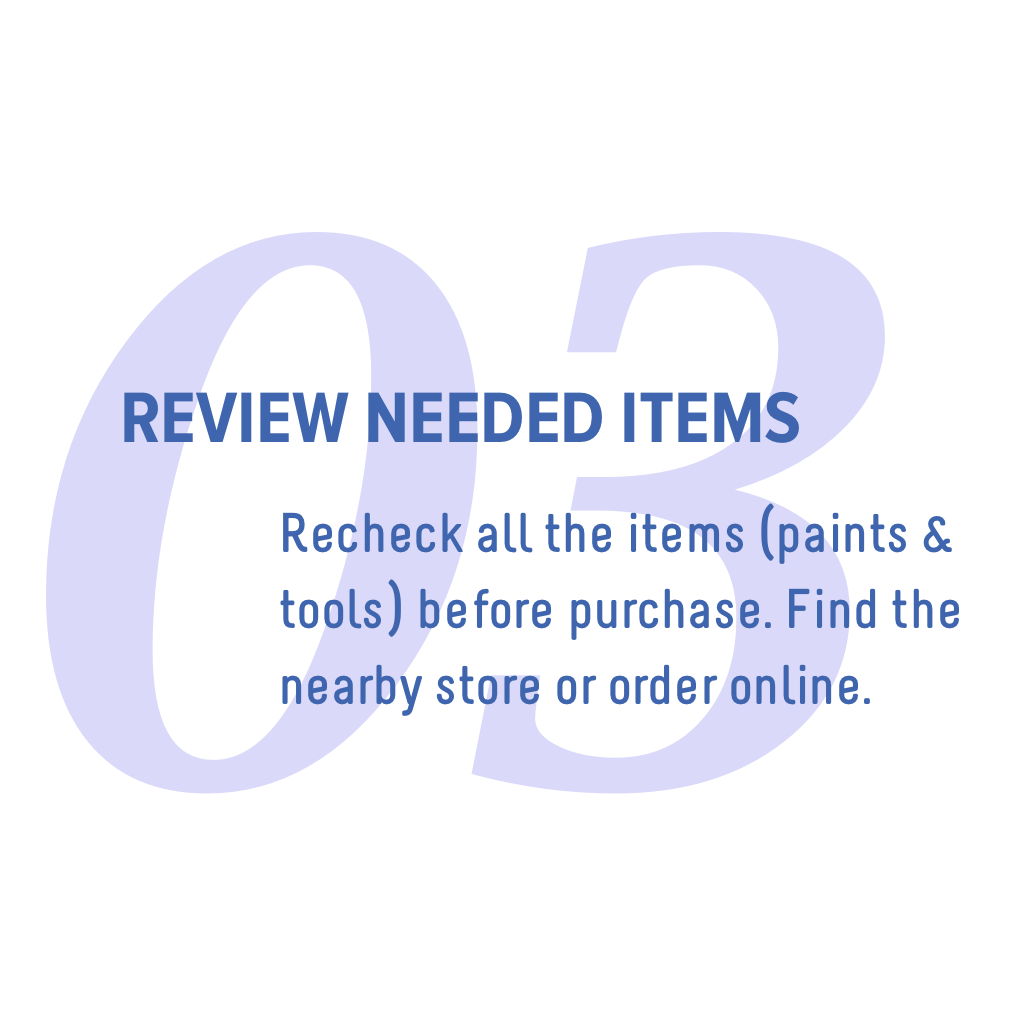 03
REVIEW NEEDED ITEMS
Recheck all the items (paints &
tools) before purchase. Find the
nearby store or order online.